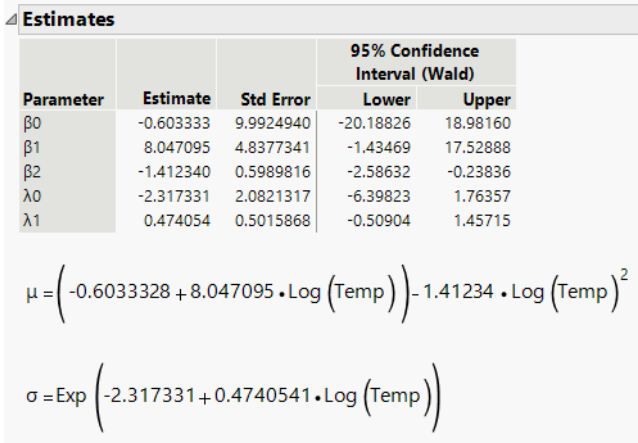 Estimates
95% Confidence
Interval (Wald)
Parameter Estimate Std Error Lower Upper
β0 -0.603333 9.9924940 -20.18826 18.98160
β1 8.047095 4.8377341 -1.43469 17.52888
β2 -1.412340 0.5989816 -2.58632 -0.23836
λ0 -2.317331 2.0821317 -6.39823 1.76357
λ1 0.474054 0.5015868 -0.50904 1.45715
μ = (-0.6033328 + 8.047095 • Log (Temp)) - 1.41234 • Log (Temp)²
σ = Exp (-2.317331 + 0.4740541 • Log (Temp))